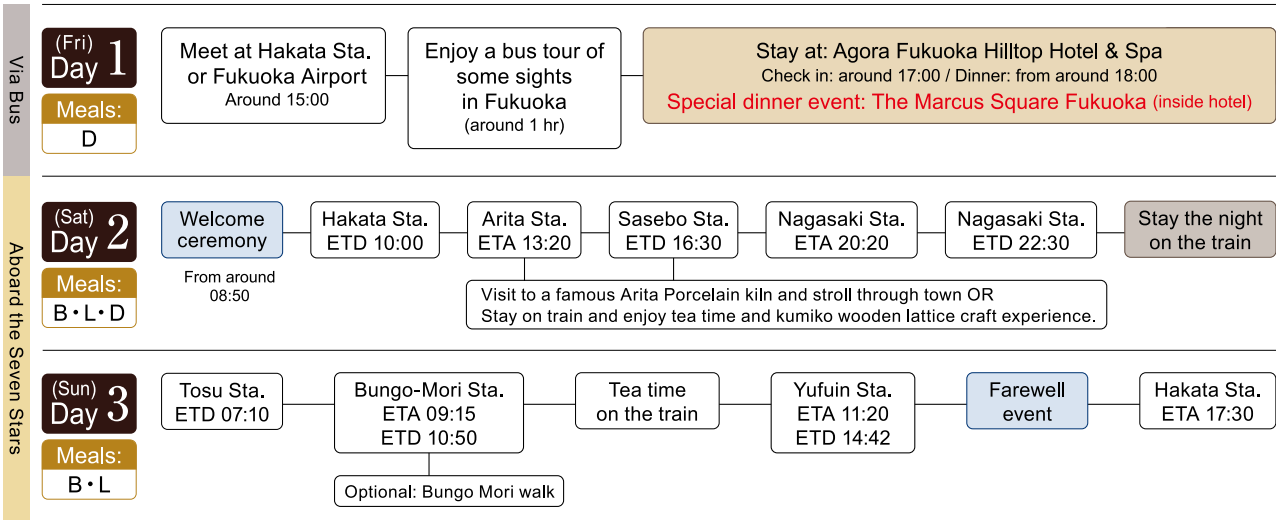 Via Bus
(Fri)
Day 1
Meals:
D
Meet at Hakata Sta.
or Fukuoka Airport
Around 15:00
Enjoy a bus tour of
some sights
in Fukuoka
(around 1 hr)
Stay at: Agora Fukuoka Hilltop Hotel & Spa
Check in: around 17:00 / Dinner: from around 18:00
Special dinner event: The Marcus Square Fukuoka (inside hotel)
Aboard the Seven Stars
(Sat)
Day 2
Meals:
B・L・D
Welcome
ceremony
From around
08:50
Hakata Sta.
ETD 10:00
Arita Sta.
ETA 13:20
Sasebo Sta.
ETD 16:30
Nagasaki Sta.
ETA 20:20
Nagasaki Sta.
ETD 22:30
Stay the night
on the train
Visit to a famous Arita Porcelain kiln and stroll through town OR
Stay on train and enjoy tea time and kumiko wooden lattice craft experience.
(Sun)
Day 3
Meals:
B・L
Tosu Sta.
ETD 07:10
Bungo-Mori Sta.
ETA 09:15
ETD 10:50
Optional: Bungo Mori walk
Tea time
on the train
Yufuin Sta.
ETA 11:20
ETD 14:42
Farewell
event
Hakata Sta.
ETA 17:30